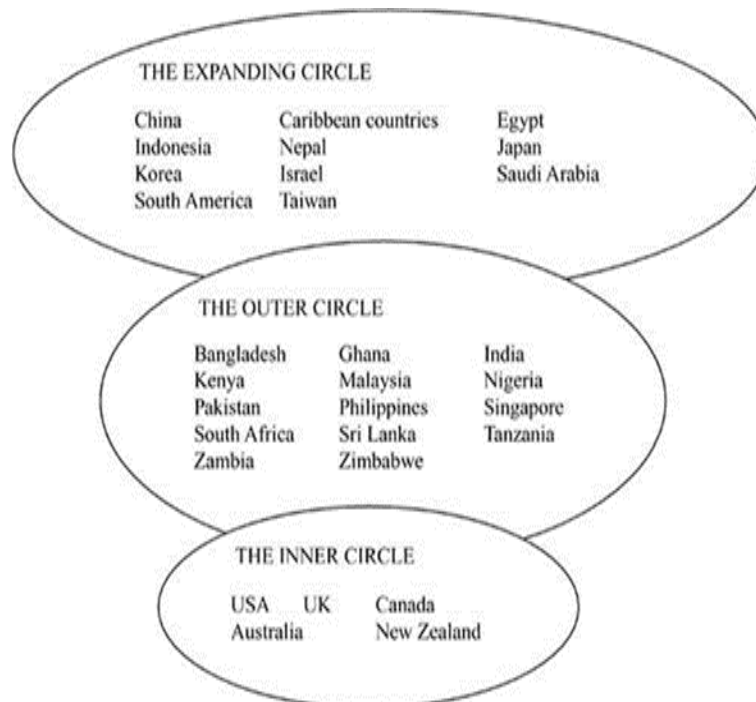 THE EXPANDING CIRCLE
China Caribbean countries Egypt
Indonesia Nepal Japan
Korea Israel Saudi Arabia
South America Taiwan
THE OUTER CIRCLE
Bangladesh Ghana India
Kenya Malaysia Nigeria
Pakistan Philippines Singapore
South Africa Sri Lanka Tanzania
Zambia Zimbabwe
THE INNER CIRCLE
USA UK Canada
Australia New Zealand